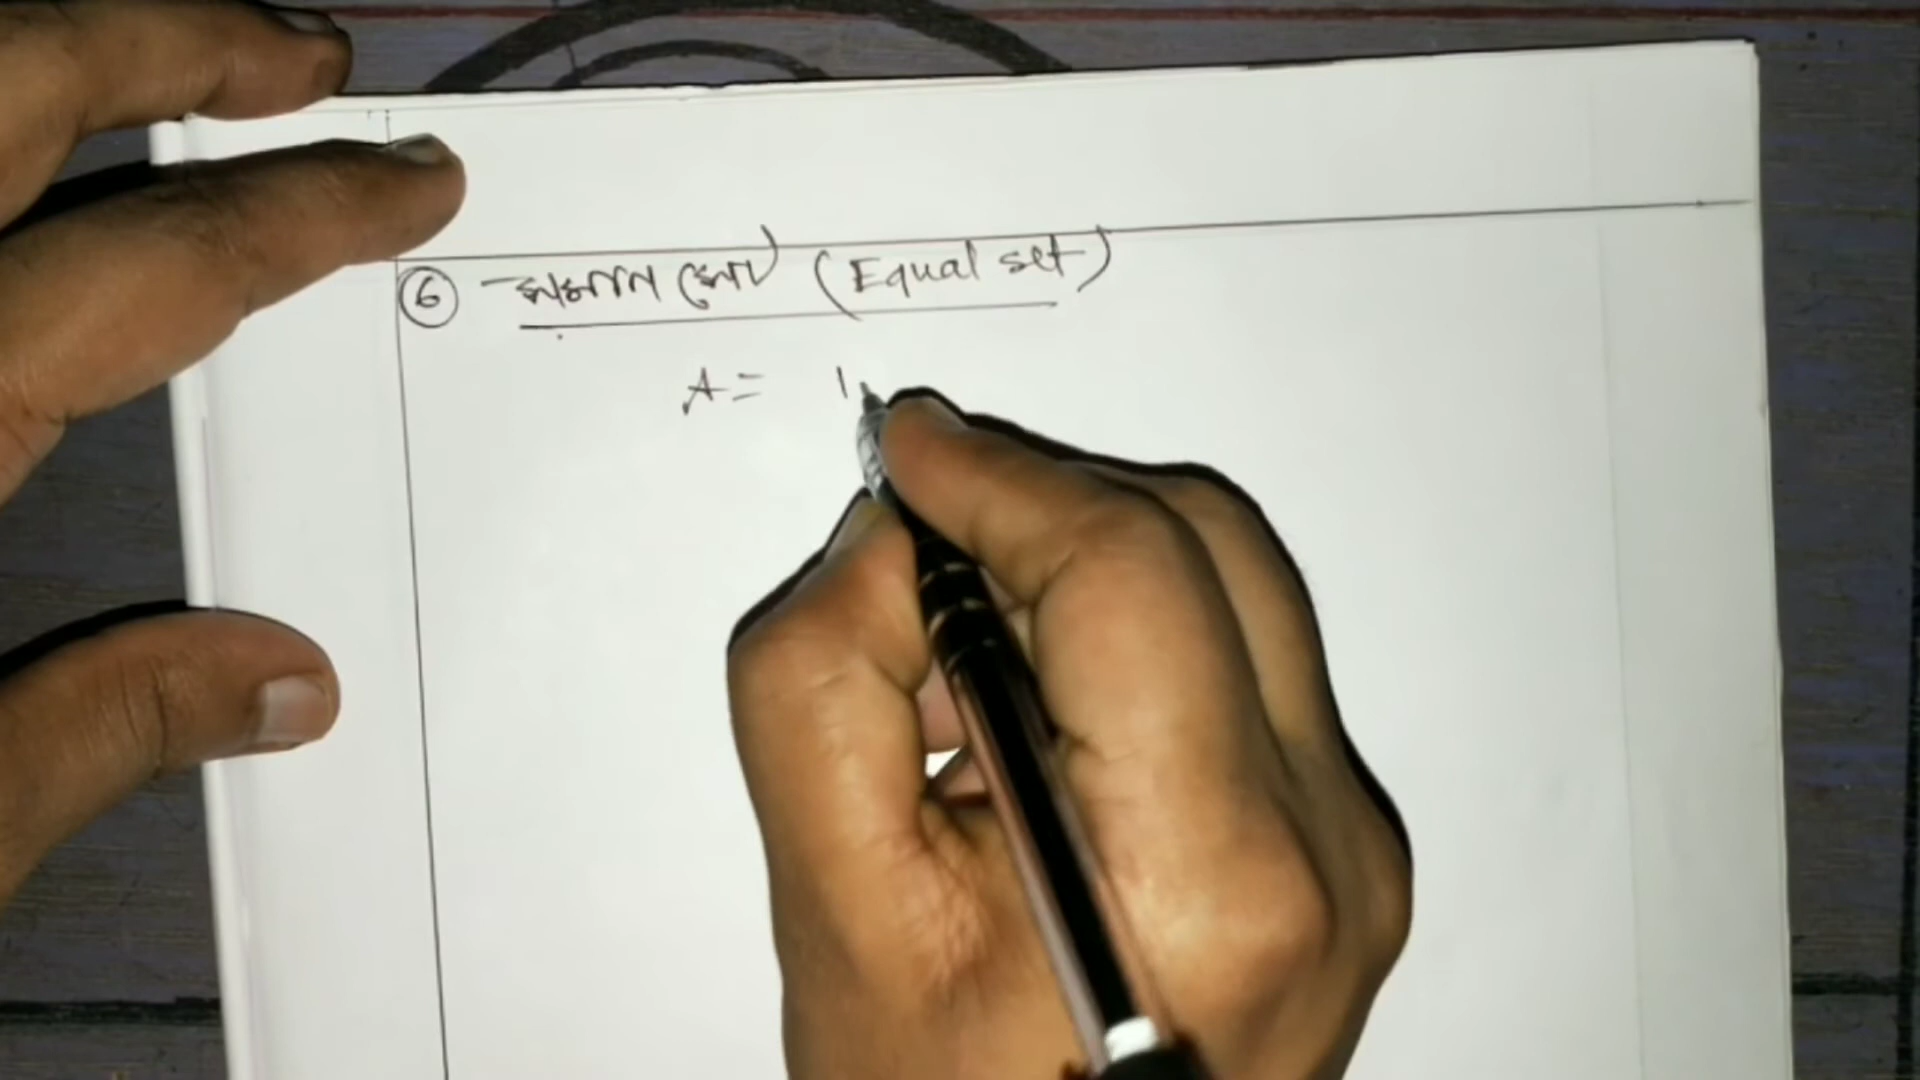 ⑥ সমান সেট (Equal set)
A = 1